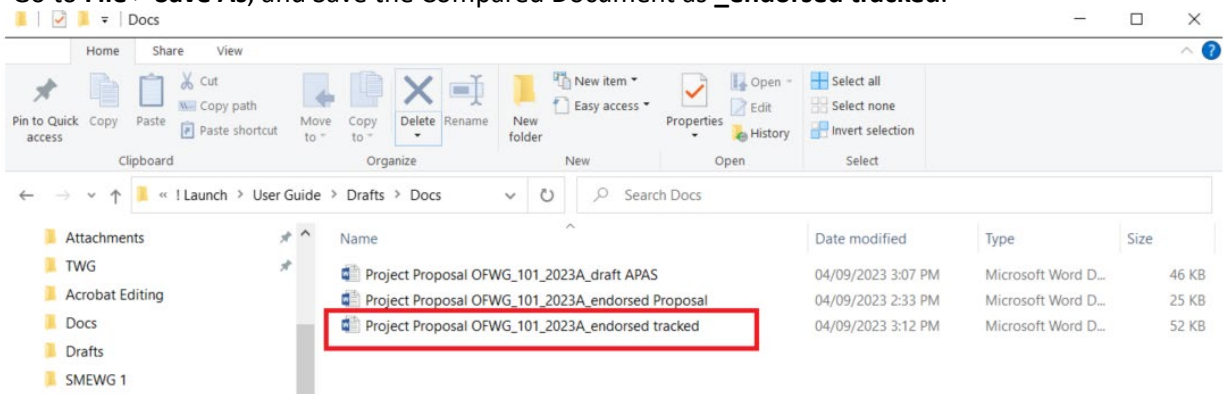 Go to File > Save As, and Save the Compared Document as _endorsed tracked.
Docs
Home Share View
Pin to Quick access
Copy
Paste
Cut
Copy path
Paste shortcut
Move to
Copy to
Delete
Rename
New folder
New item
Easy access
Properties
Open
Edit
History
Select all
Select none
Invert selection
Clipboard Organize New Open Select
« ! Launch > User Guide > Drafts > Docs
Search Docs
Attachments
TWG
Acrobat Editing
Docs
Drafts
SMEWG 1
Name Date modified Type Size
Project Proposal OFWG_101_2023A_draft APAS 04/09/2023 3:07 PM Microsoft Word D... 46 KB
Project Proposal OFWG_101_2023A_endorsed Proposal 04/09/2023 2:33 PM Microsoft Word D... 25 KB
Project Proposal OFWG_101_2023A_endorsed tracked 04/09/2023 3:12 PM Microsoft Word D... 52 KB